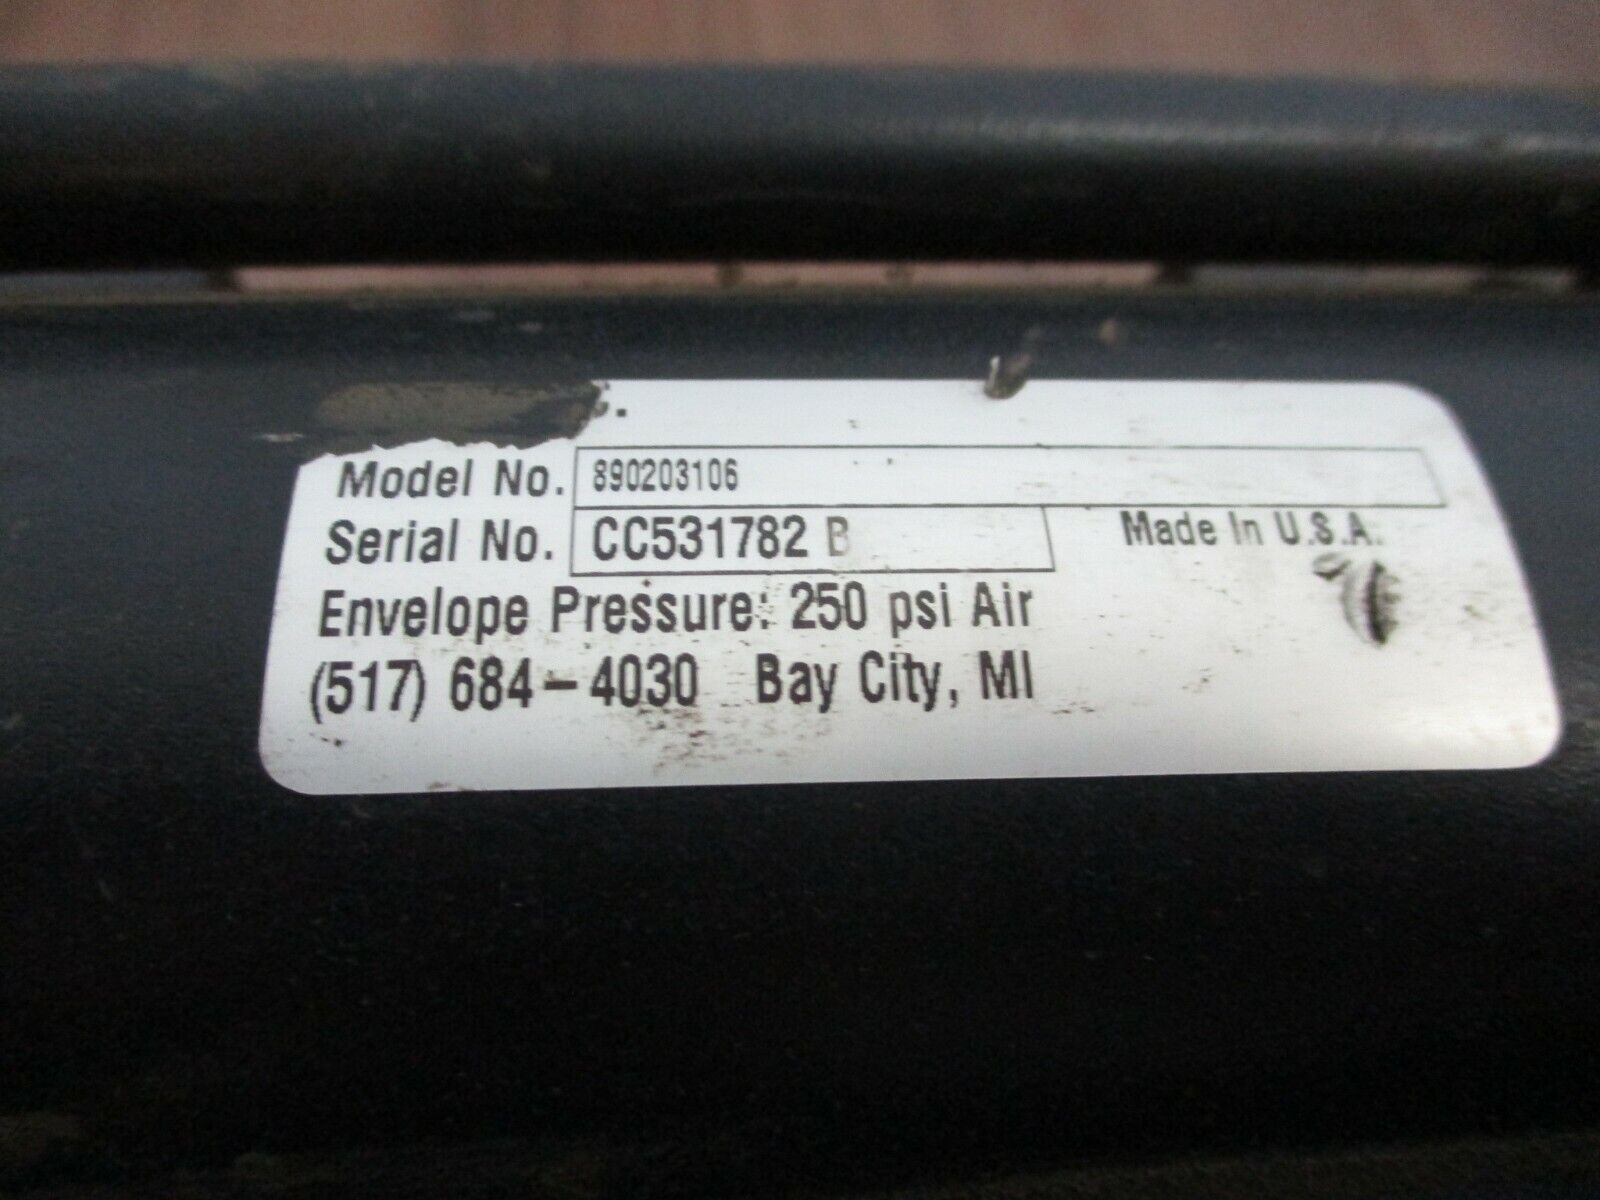 Model No. 890203106
Serial No. CC531782 B
Made In U.S.A.
Envelope Pressure: 250 psi Air
(517) 684-4030 Bay City, MI